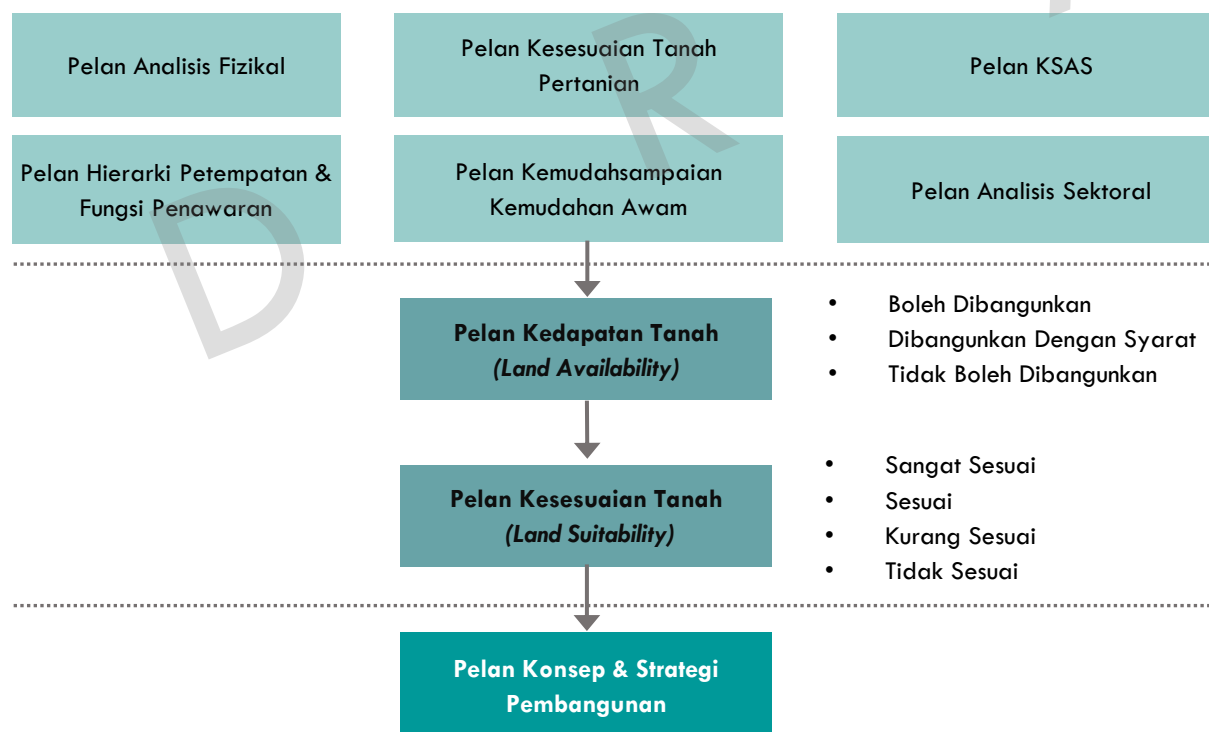 Pelan Analisis Fizikal
Pelan Kesesuaian Tanah
Pertanian
Pelan KSAS
Pelan Hierarki Petempatan &
Fungsi Penawaran
Pelan Kemudahsampaian
Kemudahan Awam
Pelan Analisis Sektoral
Pelan Kedapatan Tanah
(Land Availability)
• Boleh Dibangunkan
• Dibangunkan Dengan Syarat
• Tidak Boleh Dibangunkan
Pelan Kesesuaian Tanah
(Land Suitability)
• Sangat Sesuai
• Sesuai
• Kurang Sesuai
• Tidak Sesuai
Pelan Konsep & Strategi
Pembangunan
D R